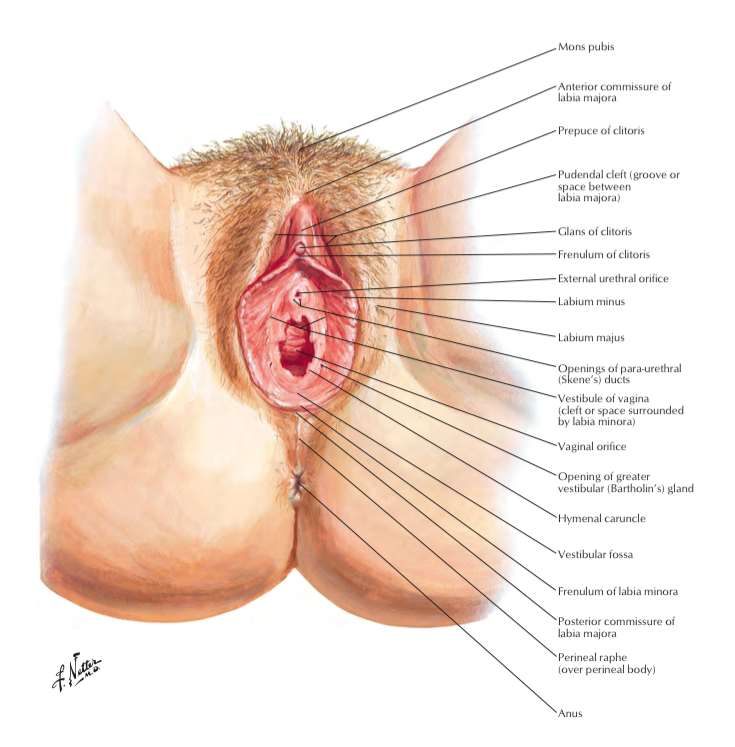 Mons pubis
Anterior commissure of
labia majora
Prepuce of clitoris
Pudendal cleft (groove or
space between
labia majora)
Glans of clitoris
Frenulum of clitoris
External urethral orifice
Labium minus
Labium majus
Openings of para-urethral
(Skene's) ducts
Vestibule of vagina
(cleft or space surrounded
by labia minora)
Vaginal orifice
Opening of greater
vestibular (Bartholin's) gland
Hymenal caruncle
Vestibular fossa
Frenulum of labia minora
Posterior commissure of
labia majora
Perineal raphe
(over perineal body)
Anus
F. Netter
M.D.